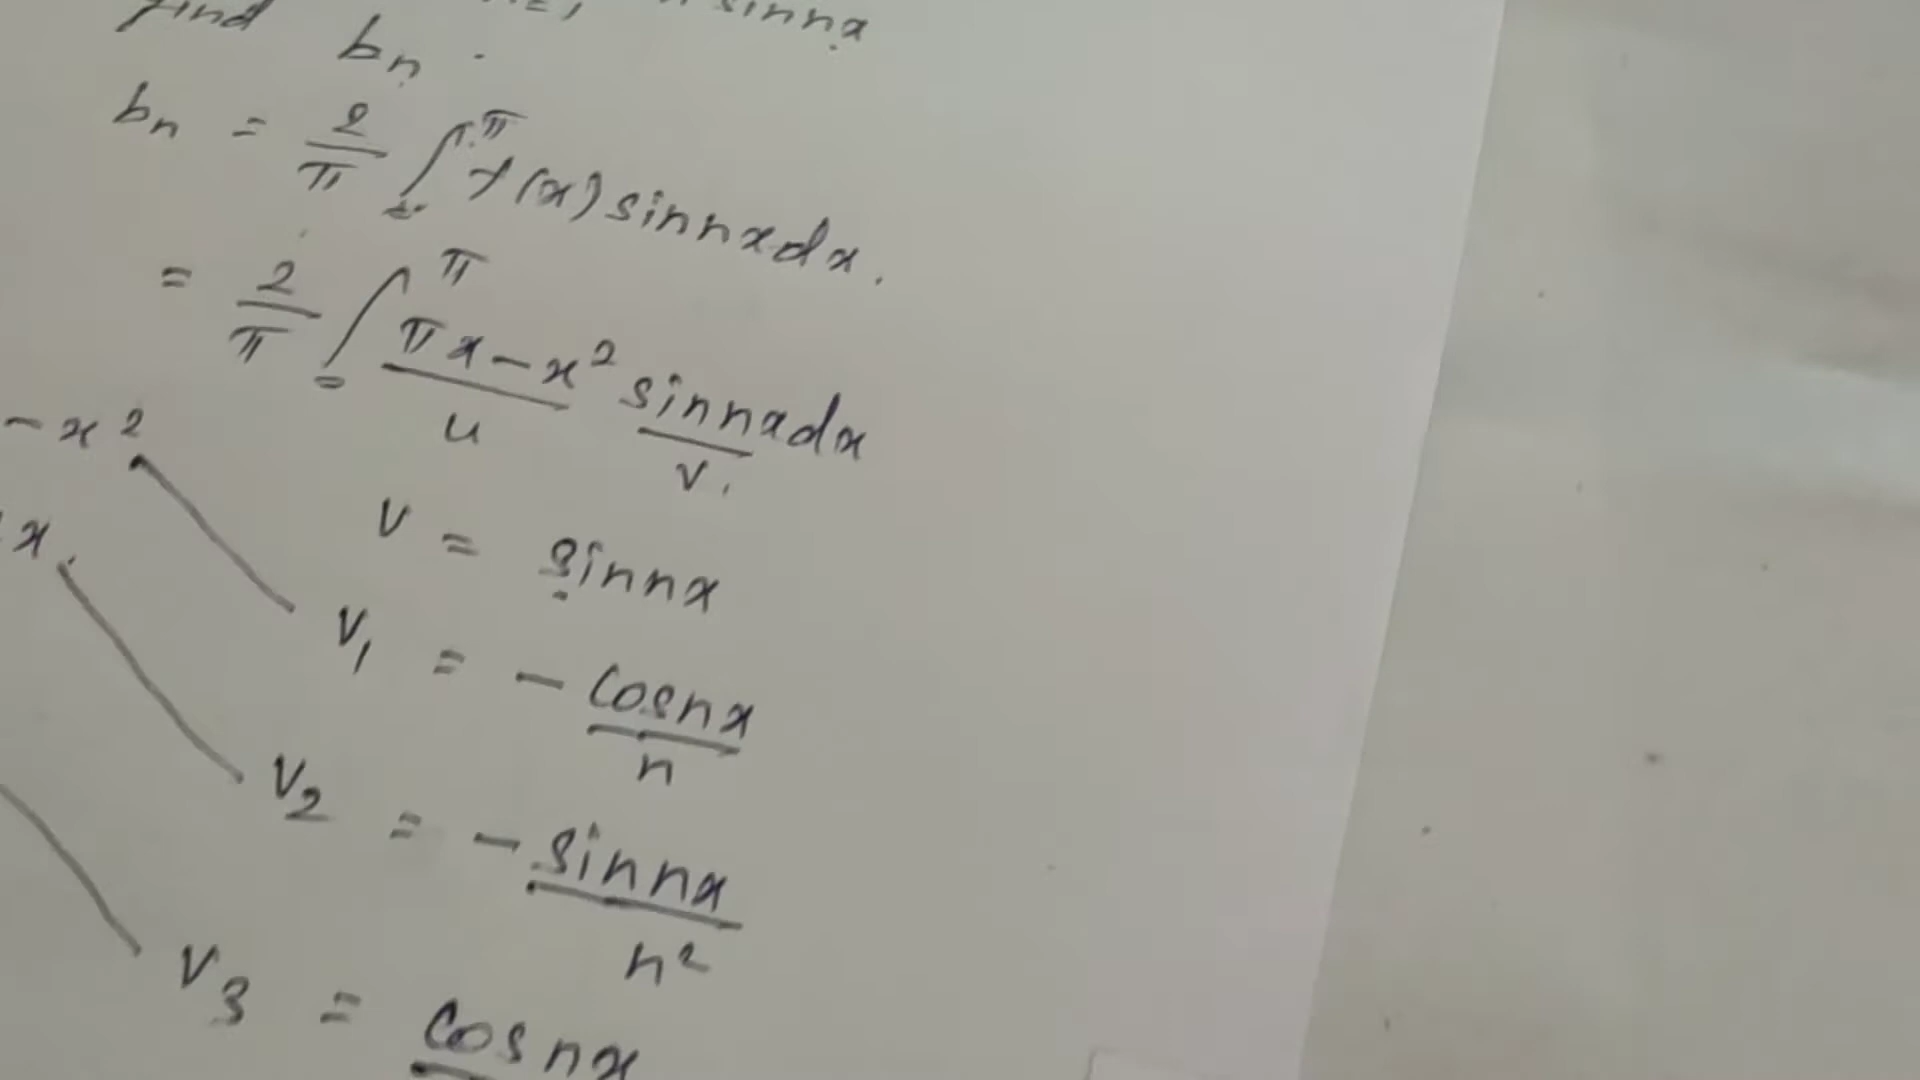 find bn.
sinnx
bn = 2/π ∫₀^π f(x) sinnx dx.
= 2/π ∫₀^π πx - x² sinnx dx
u v.
- x²
v = sinnx
x.
v₁ = - cosnx/n
v₂ = - sinnx/n²
v₃ = cosnx